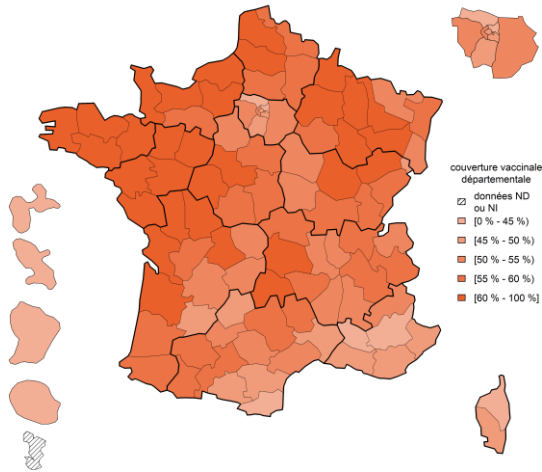 couverture vaccinale
départementale
données ND
ou NI
[0 % - 45 %)
[45 % - 50 %)
[50 % - 55 %)
[55 % - 60 %)
[60 % - 100 %]